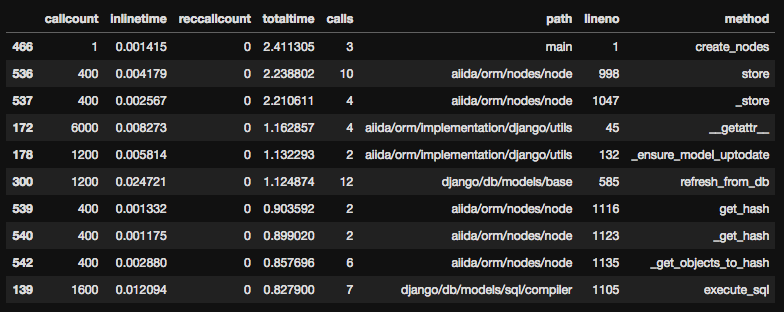 callcount inlinetime reccallcount totaltime calls path lineno method
466 1 0.001415 0 2.411305 3 main 1 create_nodes
536 400 0.004179 0 2.238802 10 aiida/orm/nodes/node 998 store
537 400 0.002567 0 2.210611 4 aiida/orm/nodes/node 1047 _store
172 6000 0.008273 0 1.162857 4 aiida/orm/implementation/django/utils 45 __getattr__
178 1200 0.005814 0 1.132293 2 aiida/orm/implementation/django/utils 132 _ensure_model_uptodate
300 1200 0.024721 0 1.124874 12 django/db/models/base 585 refresh_from_db
539 400 0.001332 0 0.903592 2 aiida/orm/nodes/node 1116 get_hash
540 400 0.001175 0 0.899020 2 aiida/orm/nodes/node 1123 _get_hash
542 400 0.002880 0 0.857696 6 aiida/orm/nodes/node 1135 _get_objects_to_hash
139 1600 0.012094 0 0.827900 7 django/db/models/sql/compiler 1105 execute_sql